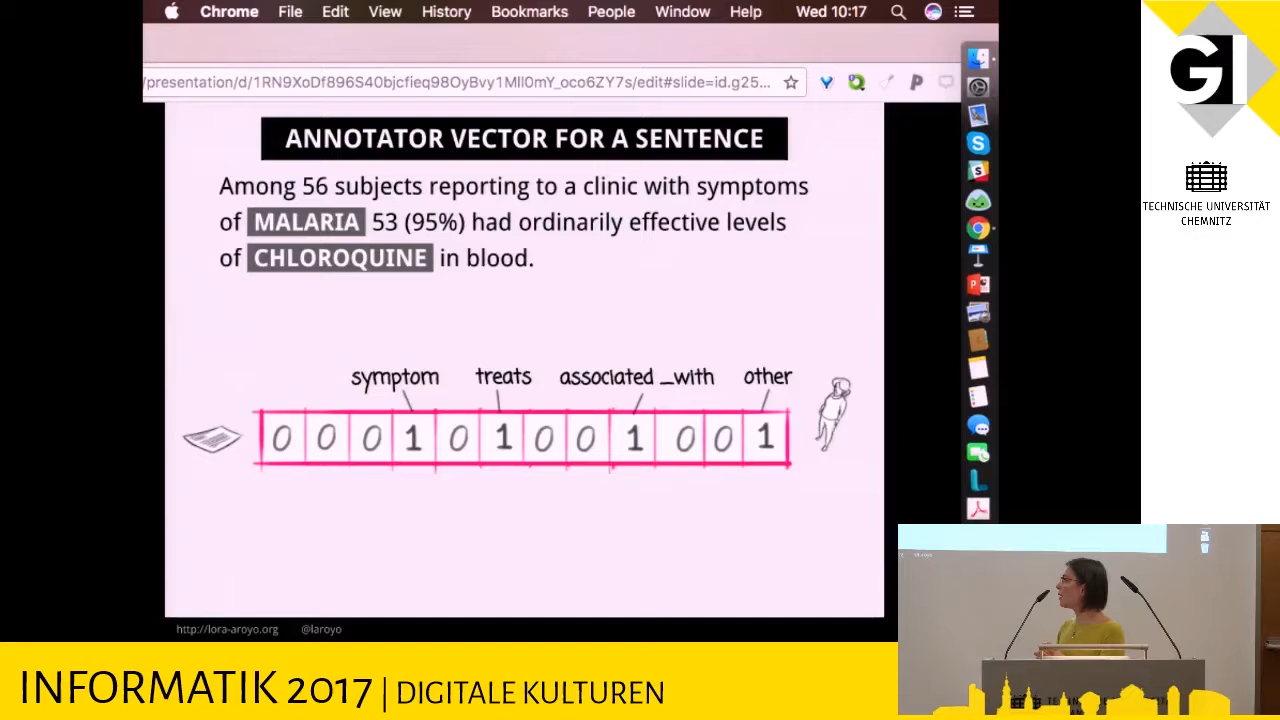 Chrome File Edit View History Bookmarks People Window Help Wed 10:17
/presentation/d/1RN9XoDf896S40bjcfieq98OyBvy1Mll0mY_oco6ZY7s/edit#slide=id.g25...
ANNOTATOR VECTOR FOR A SENTENCE
Among 56 subjects reporting to a clinic with symptoms
of MALARIA 53 (95%) had ordinarily effective levels
of CHLOROQUINE in blood.
symptom treats associated_with other
0 0 0 1 0 1 0 0 1 0 0 1
http://lora-aroyo.org @laroyo
GI
TECHNISCHE UNIVERSITÄT
CHEMNITZ
INFORMATIK 2017 | DIGITALE KULTUREN